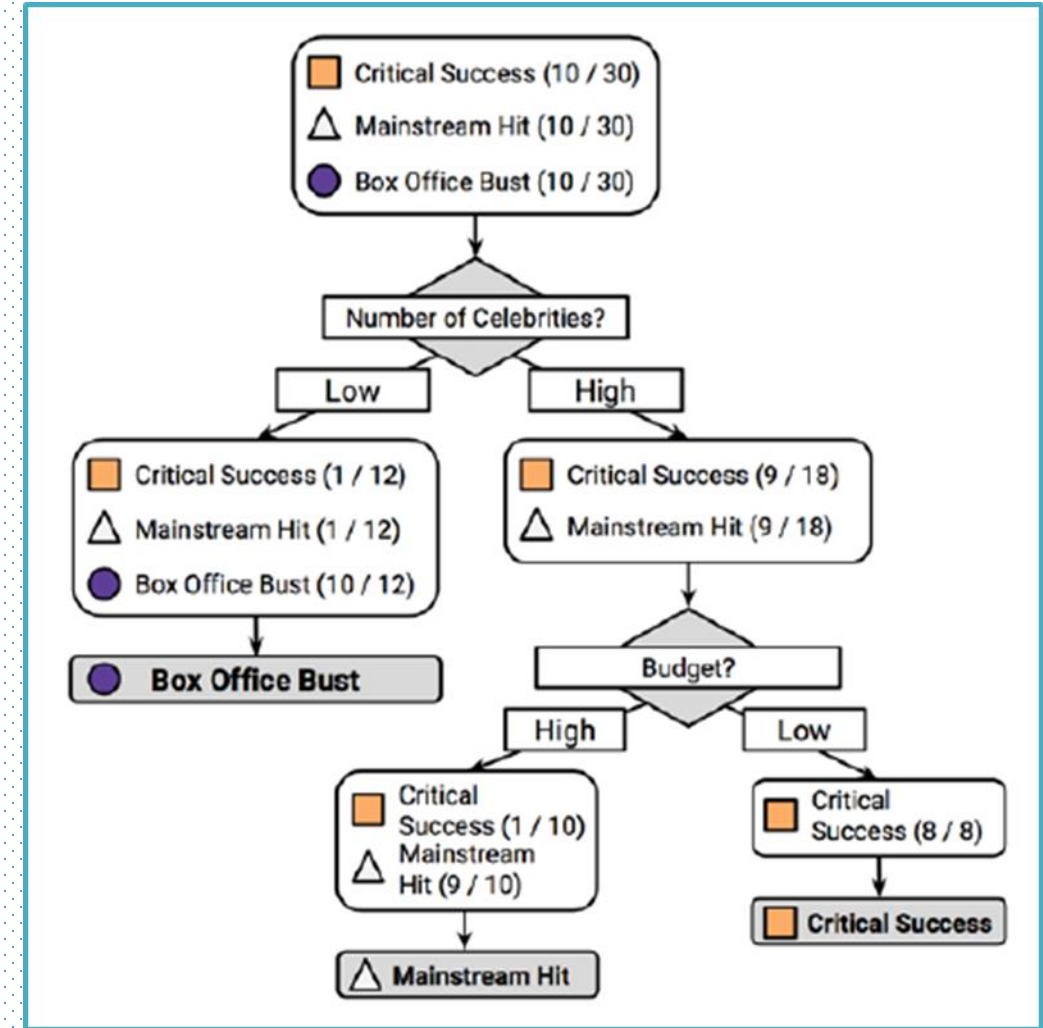 Critical Success (10 / 30)
Mainstream Hit (10 / 30)
Box Office Bust (10 / 30)
Number of Celebrities?
Low
High
Critical Success (1 / 12)
Mainstream Hit (1 / 12)
Box Office Bust (10 / 12)
Box Office Bust
Critical Success (9 / 18)
Mainstream Hit (9 / 18)
Budget?
High
Low
Critical
Success (1 / 10)
Mainstream
Hit (9 / 10)
Mainstream Hit
Critical
Success (8 / 8)
Critical Success